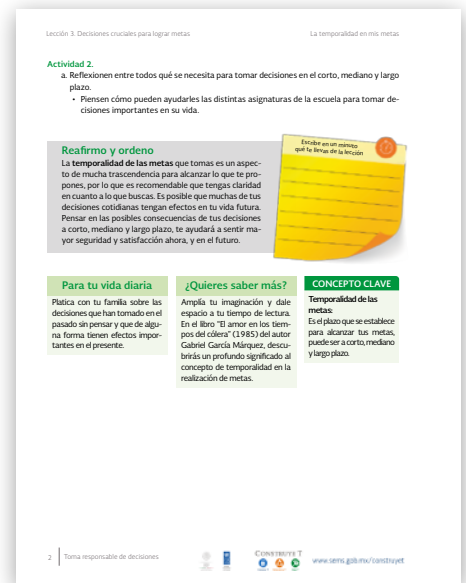 Lección 3. Decisiones cruciales para lograr metas
La temporalidad en mis metas
Actividad 2.
a. Reflexionen entre todos qué se necesita para tomar decisiones en el corto, mediano y largo
plazo.
• Piensen cómo pueden ayudarles las distintas asignaturas de la escuela para tomar de-
cisiones importantes en su vida.
Reafirmo y ordeno
La temporalidad de las metas que tomas es un aspec-
to de mucha trascendencia para alcanzar lo que te pro-
pones, por lo que es recomendable que tengas claridad
en cuanto a lo que buscas. Es posible que muchas de tus
decisiones cotidianas tengan efectos en tu vida futura.
Pensar en las posibles consecuencias de tus decisiones
a corto, mediano y largo plazo, te ayudará a sentir ma-
yor seguridad y satisfacción ahora, y en el futuro.
Escribe en un minuto
qué te llevas de la lección
Para tu vida diaria
Platica con tu familia sobre las
decisiones que han tomado en el
pasado sin pensar y que de algu-
na forma tienen efectos impor-
tantes en el presente.
¿Quieres saber más?
Amplía tu imaginación y dale
espacio a tu tiempo de lectura.
En el libro "El amor en los tiem-
pos del cólera" (1985) del autor
Gabriel García Márquez, descu-
brirás un profundo significado al
concepto de temporalidad en la
realización de metas.
CONCEPTO CLAVE
Temporalidad de las
metas:
Es el plazo que se establece
para alcanzar tus metas,
puede ser a corto, mediano
y largo plazo.
2
Toma responsable de decisiones
CONSTRUYE T
www.sems.gob.mx/construyet